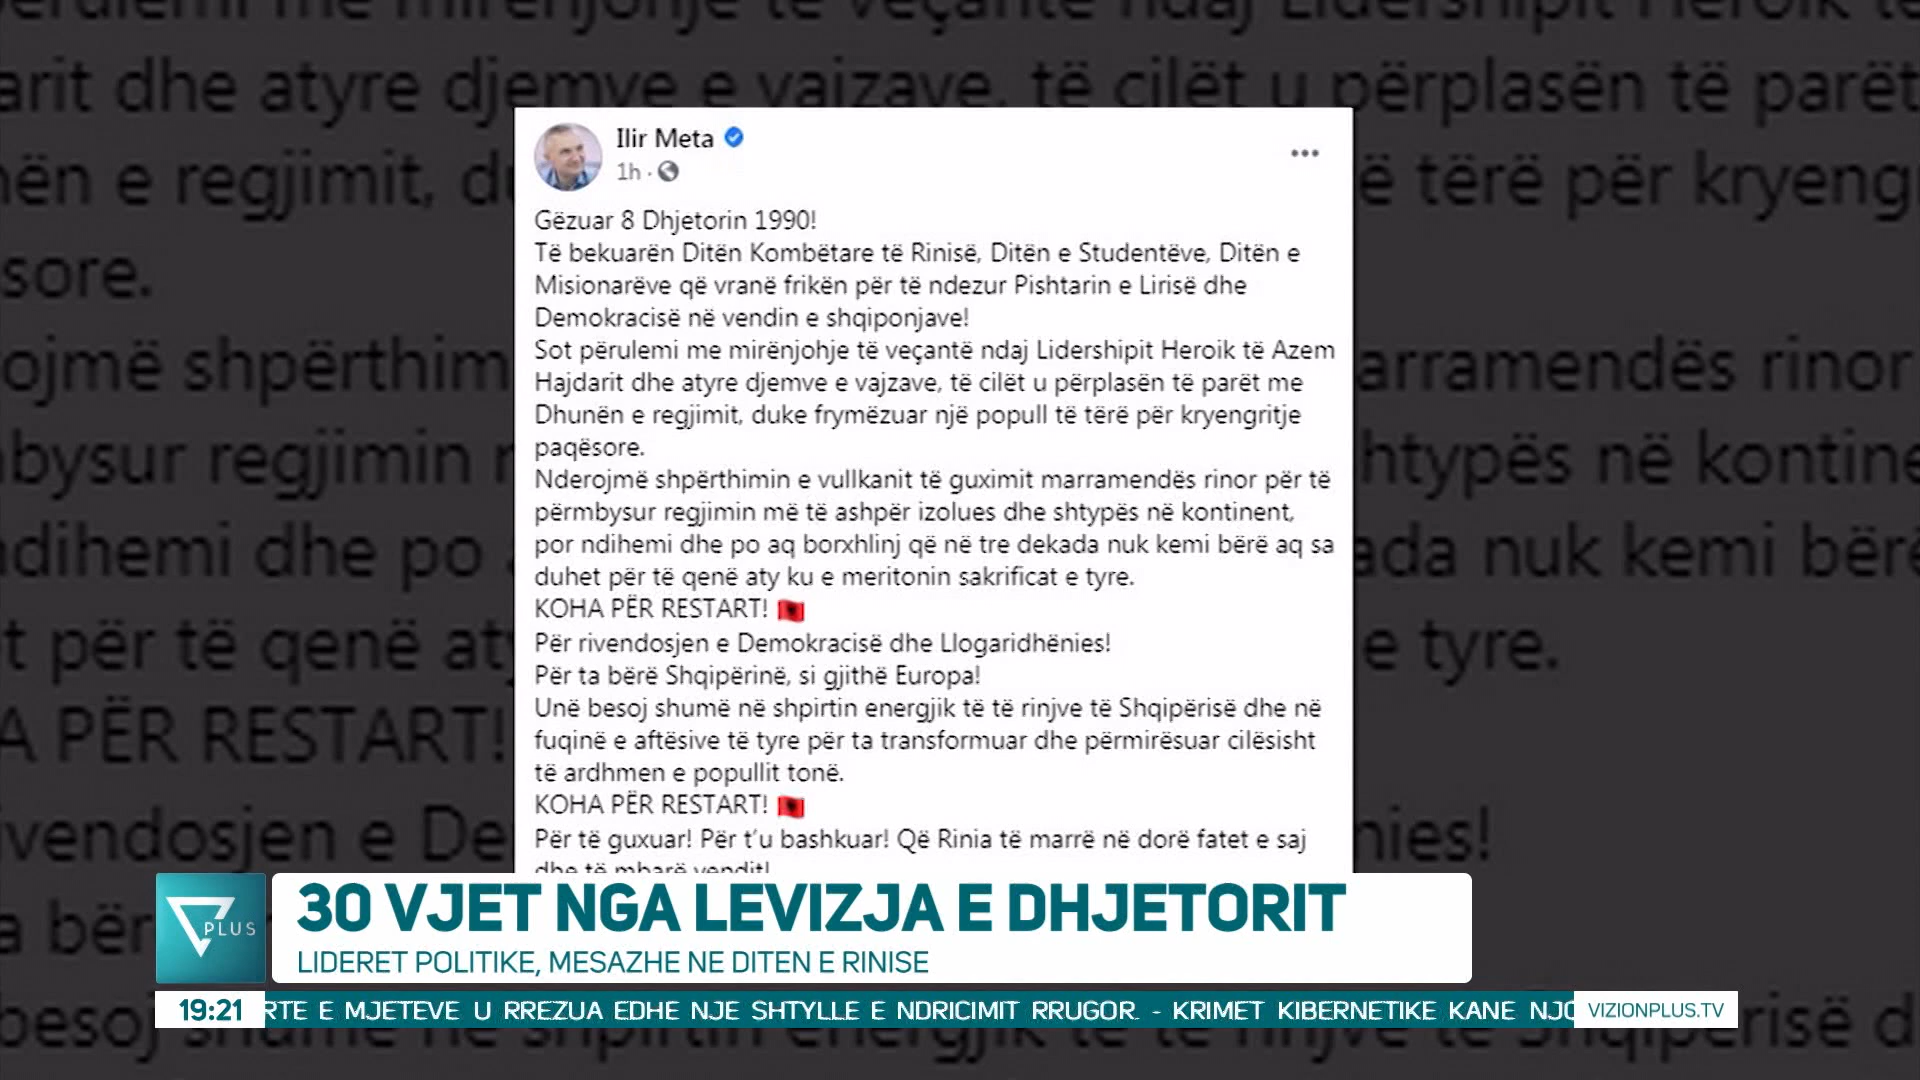 Ilir Meta
1h
Gëzuar 8 Dhjetorin 1990!
Të bekuarën Ditën Kombëtare të Rinisë, Ditën e Studentëve, Ditën e
Misionarëve që vranë frikën për të ndezur Pishtarin e Lirisë dhe
Demokracisë në vendin e shqiponjave!
Sot përulemi me mirënjohje të veçantë ndaj Lidershipit Heroik të Azem
Hajdarit dhe atyre djemve e vajzave, të cilët u përplasën të parët me
Dhunën e regjimit, duke frymëzuar një popull të tërë për kryengritje
paqësore.
Nderojmë shpërthimin e vullkanit të guximit marramendës rinor për të
përmbysur regjimin më të ashpër izolues dhe shtypës në kontinent,
por ndihemi dhe po aq borxhlinj që në tre dekada nuk kemi bërë aq sa
duhet për të qenë aty ku e meritonin sakrificat e tyre.
KOHA PËR RESTART! 🇦🇱
Për rivendosjen e Demokracisë dhe Llogaridhënies!
Për ta bërë Shqipërinë, si gjithë Europa!
Unë besoj shumë në shpirtin energjik të të rinjve të Shqipërisë dhe në
fuqinë e aftësive të tyre për ta transformuar dhe përmirësuar cilësisht
të ardhmen e popullit tonë.
KOHA PËR RESTART! 🇦🇱
Për të guxuar! Për t’u bashkuar! Që Rinia të marrë në dorë fatet e saj
dhe të mbarë vendit!
PLUS
30 VJET NGA LEVIZJA E DHJETORIT
LIDERET POLITIKE, MESAZHE NE DITEN E RINISE
19:21 RTE E MJETEVE U RREZUA EDHE NJE SHTYLLE E NDRICIMIT RRUGOR. - KRIMET KIBERNETIKE KANE NJO VIZIONPLUS.TV